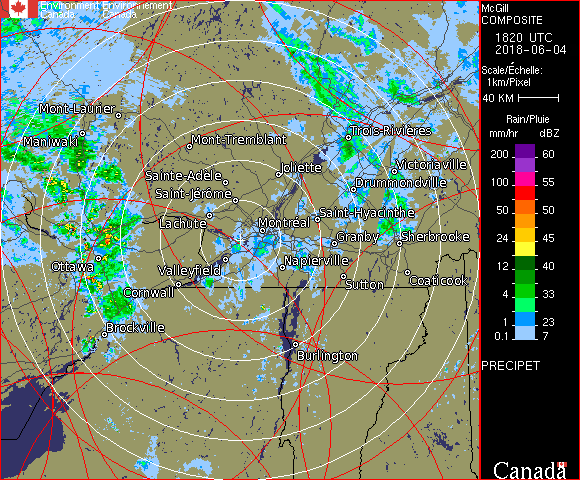 Environment Environnement
Canada Canada
McGill
COMPOSITE
1820 UTC
2018-06-04
Scale/Échelle:
1km/Pixel
40 KM
Rain/Pluie
mm/hr dBZ
200 60
100 55
50 50
24 45
12 40
4 33
1 23
0.1 7
PRECIPET
Canada
Mont-Laurier
Maniwaki
Mont-Tremblant
Trois-Rivières
Sainte-Adèle
Joliette
Victoriaville
Saint-Jérôme
Drummondville
Lachute
Montréal
Saint-Hyacinthe
Granby
Sherbrooke
Ottawa
Valleyfield
Napierville
Cornwall
Sutton
Coaticook
Brockville
Burlington